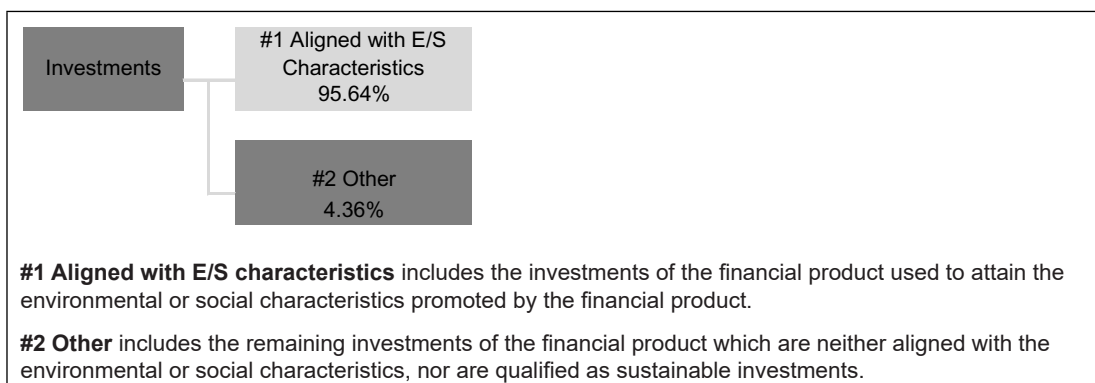 Investments
#1 Aligned with E/S
Characteristics
95.64%
#2 Other
4.36%
#1 Aligned with E/S characteristics includes the investments of the financial product used to attain the
environmental or social characteristics promoted by the financial product.
#2 Other includes the remaining investments of the financial product which are neither aligned with the
environmental or social characteristics, nor are qualified as sustainable investments.